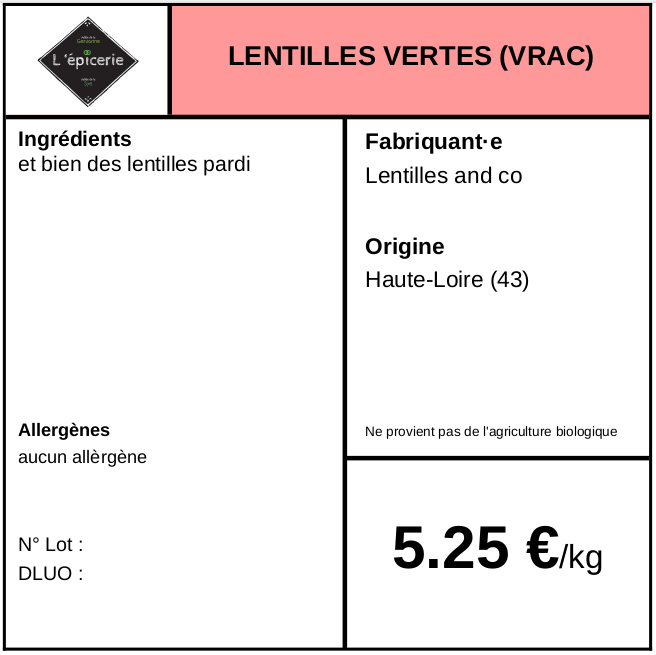 L'épicerie
LENTILLES VERTES (VRAC)
Ingrédients
et bien des lentilles pardi
Allergènes
aucun allèrgène
N° Lot :
DLUO :
Fabriquant·e
Lentilles and co
Origine
Haute-Loire (43)
Ne provient pas de l'agriculture biologique
5.25 €/kg